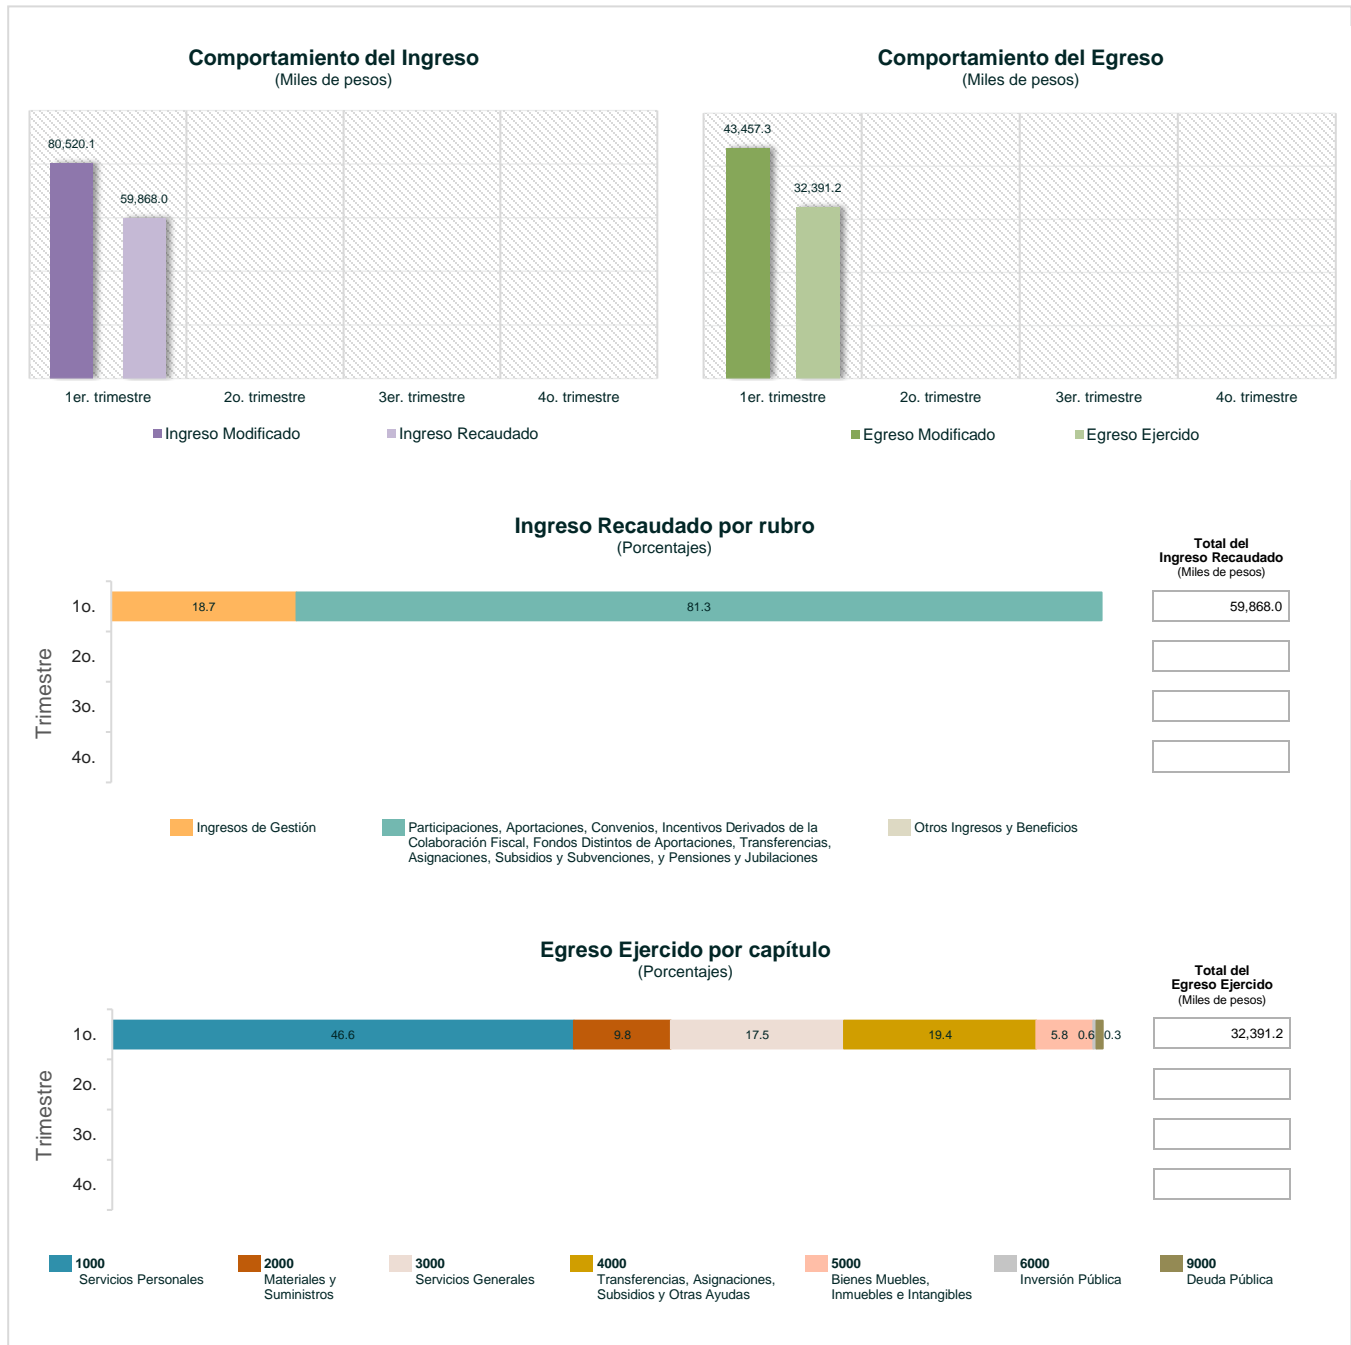 Comportamiento del Ingreso
(Miles de pesos)
80,520.1
59,868.0
1er. trimestre
2o. trimestre
3er. trimestre
4o. trimestre
Ingreso Modificado
Ingreso Recaudado
Comportamiento del Egreso
(Miles de pesos)
43,457.3
32,391.2
1er. trimestre
2o. trimestre
3er. trimestre
4o. trimestre
Egreso Modificado
Egreso Ejercido
Ingreso Recaudado por rubro
(Porcentajes)
Total del
Ingreso Recaudado
(Miles de pesos)
Trimestre
1o.
18.7
81.3
59,868.0
2o.
3o.
4o.
Ingresos de Gestión
Participaciones, Aportaciones, Convenios, Incentivos Derivados de la
Colaboración Fiscal, Fondos Distintos de Aportaciones, Transferencias,
Asignaciones, Subsidios y Subvenciones, y Pensiones y Jubilaciones
Otros Ingresos y Beneficios
Egreso Ejercido por capítulo
(Porcentajes)
Total del
Egreso Ejercido
(Miles de pesos)
Trimestre
1o.
46.6
9.8
17.5
19.4
5.8
0.6
0.3
32,391.2
2o.
3o.
4o.
1000
Servicios Personales
2000
Materiales y
Suministros
3000
Servicios Generales
4000
Transferencias, Asignaciones,
Subsidios y Otras Ayudas
5000
Bienes Muebles,
Inmuebles e Intangibles
6000
Inversión Pública
9000
Deuda Pública